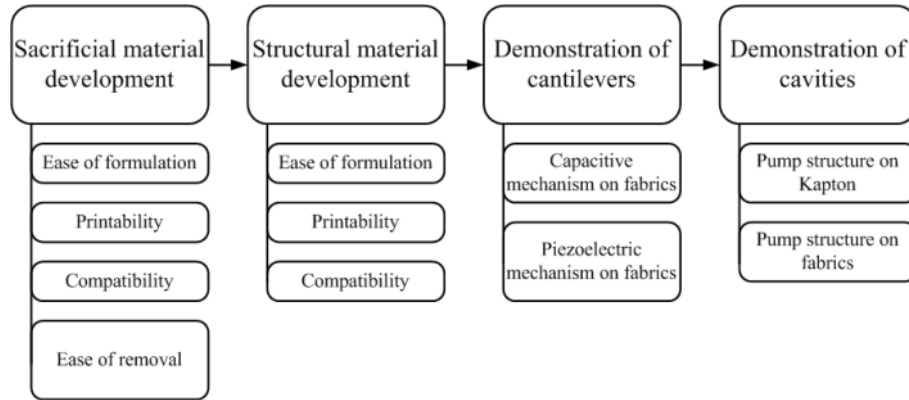 Sacrificial material
development
Structural material
development
Demonstration of
cantilevers
Demonstration of
cavities
Ease of formulation
Printability
Compatibility
Ease of removal
Ease of formulation
Printability
Compatibility
Capacitive
mechanism on fabrics
Piezoelectric
mechanism on fabrics
Pump structure on
Kapton
Pump structure on
fabrics